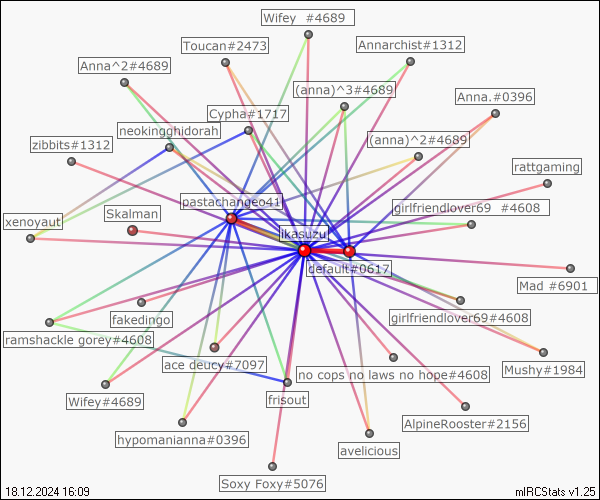 Wifey  #4689
Toucan#2473
Annarchist#1312
Anna^2#4689
(anna)^3#4689
Anna.#0396
Cypha#1717
neokingghidorah
(anna)^2#4689
zibbits#1312
rattgaming
pastachangeo41
girlfriendlover69  #4608
Skalman
xenoyaut
ikasuzu
default#0617
Mad #6901
fakedingo
girlfriendlover69#4608
ramshackle gorey#4608
ace deucy#7097
Mushy#1984
no cops no laws no hope#4608
Wifey#4689
frisout
AlpineRooster#2156
hypomanianna#0396
avelicious
Soxy Foxy#5076
18.12.2024 16:09
mIRCStats v1.25